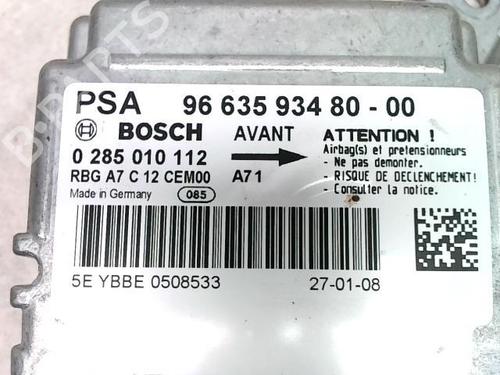 PSA 96 635 934 80 - 00
BOSCH AVANT ATTENTION !
0 285 010 112 Airbag(s) et pretensionneurs
- Ne pas demonter.
RBG A7 C 12 CEM00 A71 - RISQUE DE DECLENCHEMENT!
Made in Germany 085 - Consulter la notice.
5E YBBE 0508533 27-01-08